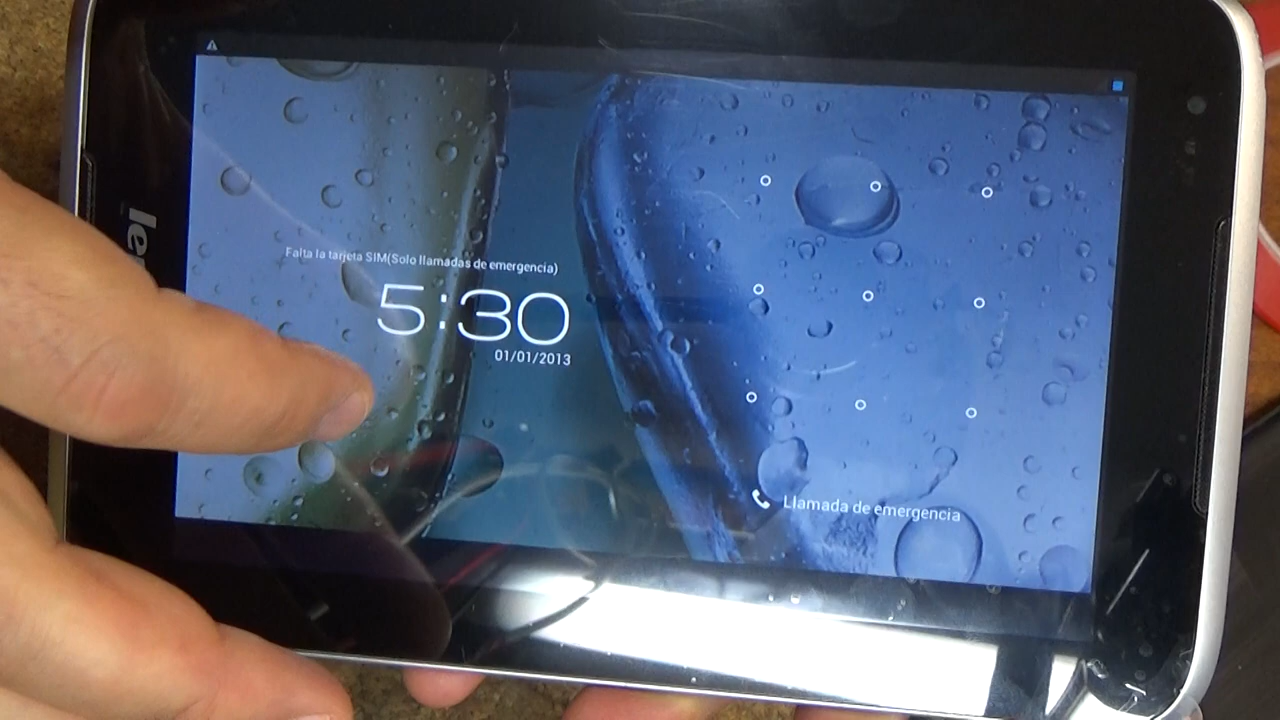 Falta la tarjeta SIM(Solo llamadas de emergencia)
5:30
01/01/2013
Llamada de emergencia